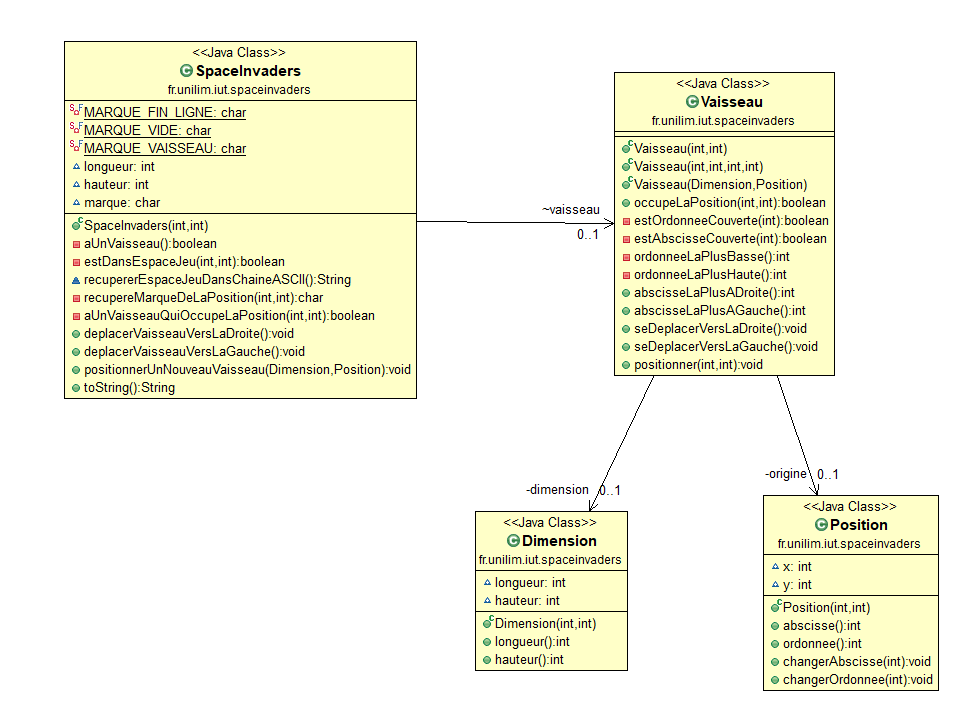 <<Java Class>>
SpaceInvaders
fr.unilim.iut.spaceinvaders
MARQUE_FIN_LIGNE: char
MARQUE_VIDE: char
MARQUE_VAISSEAU: char
longueur: int
hauteur: int
marque: char
SpaceInvaders(int,int)
aUnVaisseau():boolean
estDansEspaceJeu(int,int):boolean
recupererEspaceJeuDansChaineASCII():String
recupereMarqueDeLaPosition(int,int):char
aUnVaisseauQuiOccupeLaPosition(int,int):boolean
deplacerVaisseauVersLaDroite():void
deplacerVaisseauVersLaGauche():void
positionnerUnNouveauVaisseau(Dimension,Position):void
toString():String
~vaisseau
0..1
<<Java Class>>
Vaisseau
fr.unilim.iut.spaceinvaders
Vaisseau(int,int)
Vaisseau(int,int,int,int)
Vaisseau(Dimension,Position)
occupeLaPosition(int,int):boolean
estOrdonneeCouverte(int):boolean
estAbscisseCouverte(int):boolean
ordonneeLaPlusBasse():int
ordonneeLaPlusHaute():int
abscisseLaPlusADroite():int
abscisseLaPlusAGauche():int
seDeplacerVersLaDroite():void
seDeplacerVersLaGauche():void
positionner(int,int):void
-dimension
0..1
-origine
0..1
<<Java Class>>
Dimension
fr.unilim.iut.spaceinvaders
longueur: int
hauteur: int
Dimension(int,int)
longueur():int
hauteur():int
<<Java Class>>
Position
fr.unilim.iut.spaceinvaders
x: int
y: int
Position(int,int)
abscisse():int
ordonnee():int
changerAbscisse(int):void
changerOrdonnee(int):void